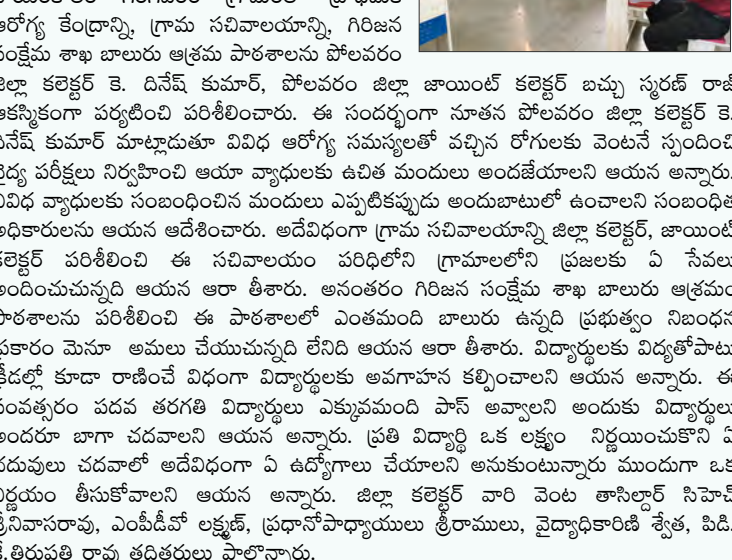 ఆరోగ్య కేంద్రాన్ని, గ్రామ సచివాలయాన్ని, గిరిజన
సంక్షేమ శాఖ బాలురు ఆశ్రమ పాఠశాలను పోలవరం
జిల్లా కలెక్టర్ కె. దినేష్ కుమార్, పోలవరం జిల్లా జాయింట్ కలెక్టర్ బచ్చు స్మరణ్ రాజ్
ఆకస్మికంగా పర్యటించి పరిశీలించారు. ఈ సందర్భంగా నూతన పోలవరం జిల్లా కలెక్టర్ కె.
దినేష్ కుమార్ మాట్లాడుతూ వివిధ ఆరోగ్య సమస్యలతో వచ్చిన రోగులకు వెంటనే స్పందించి
వైద్య పరీక్షలు నిర్వహించి ఆయా వ్యాధులకు ఉచిత మందులు అందజేయాలని ఆయన అన్నారు.
వివిధ వ్యాధులకు సంబంధించిన మందులు ఎప్పటికప్పుడు అందుబాటులో ఉంచాలని సంబంధిత
అధికారులను ఆయన ఆదేశించారు. అదేవిధంగా గ్రామ సచివాలయాన్ని జిల్లా కలెక్టర్, జాయింట్
కలెక్టర్ పరిశీలించి ఈ సచివాలయం పరిధిలోని గ్రామాలలోని ప్రజలకు ఏ సేవలు
అందించుచున్నది ఆయన ఆరా తీశారు. అనంతరం గిరిజన సంక్షేమ శాఖ బాలురు ఆశ్రమం
పాఠశాలను పరిశీలించి ఈ పాఠశాలలో ఎంతమంది బాలురు ఉన్నది ప్రభుత్వం నిబంధన
ప్రకారం మెనూ అమలు చేయుచున్నది లేనిది ఆయన ఆరా తీశారు. విద్యార్థులకు విద్యతోపాటు
క్రీడల్లో కూడా రాణించే విధంగా విద్యార్థులకు అవగాహన కల్పించాలని ఆయన అన్నారు. ఈ
సంవత్సరం పదవ తరగతి విద్యార్థులు ఎక్కువమంది పాస్ అవ్వాలని అందుకు విద్యార్థులు
అందరూ బాగా చదవాలని ఆయన అన్నారు. ప్రతి విద్యార్థి ఒక లక్ష్యం నిర్ణయించుకొని ఏ
చదువులు చదవాలో అదేవిధంగా ఏ ఉద్యోగాలు చేయాలని అనుకుంటున్నారు ముందుగా ఒక
నిర్ణయం తీసుకోవాలని ఆయన అన్నారు. జిల్లా కలెక్టర్ వారి వెంట తాసిల్దార్ సిహెచ్
శ్రీనివాసరావు, ఎంపీడీవో లక్ష్మణ్, ప్రధానోపాధ్యాయులు శ్రీరాములు, వైద్యాధికారిణి శ్వేత, పిడి.
తిరుపతి రావు తదితరులు పాల్గొన్నారు.